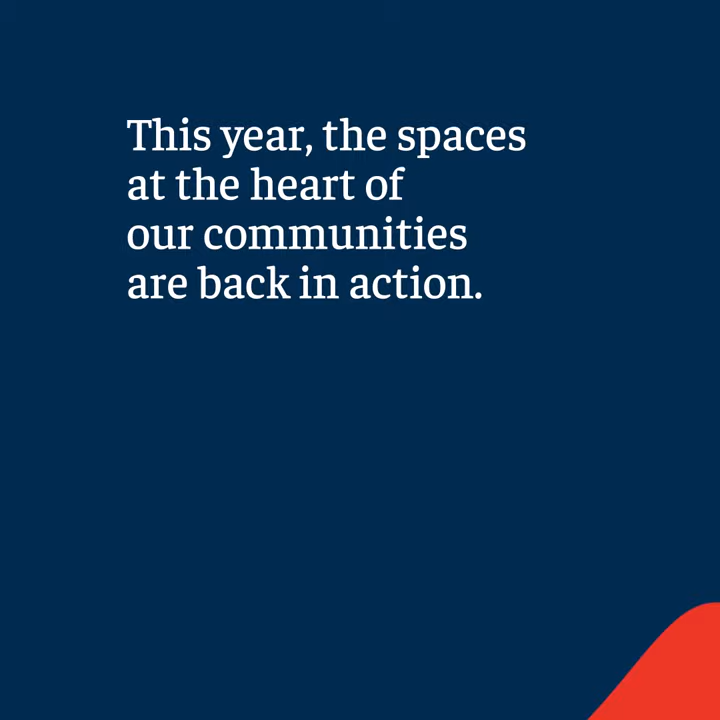 This year, the spaces
at the heart of
our communities
are back in action.